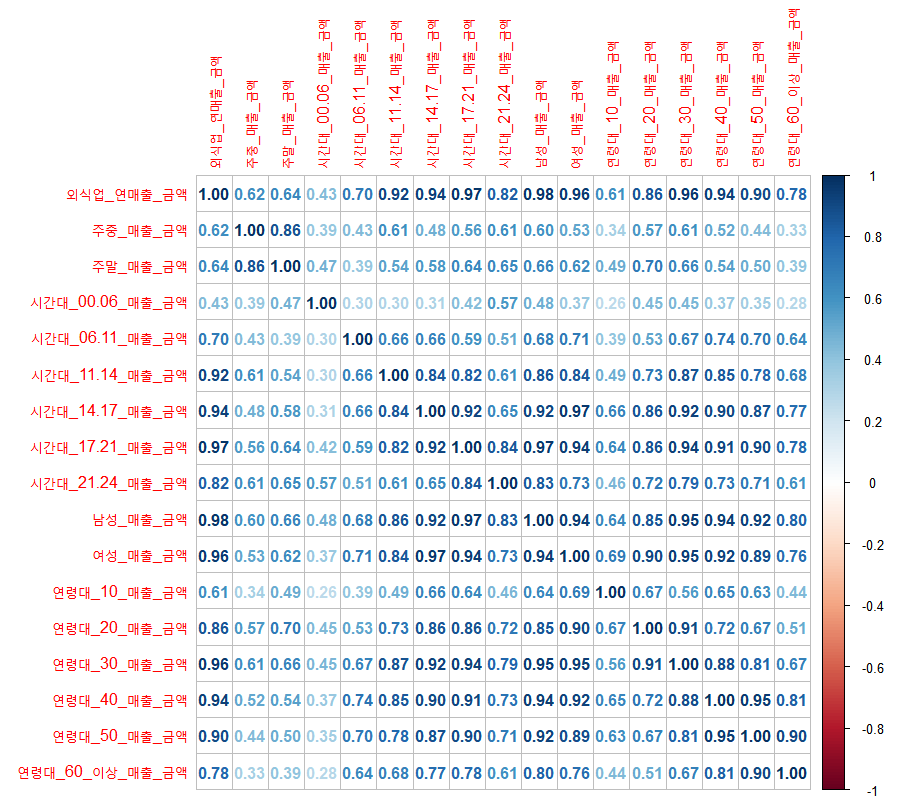 외식업_연매출_금액
주중_매출_금액
주말_매출_금액
시간대_00.06_매출_금액
시간대_06.11_매출_금액
시간대_11.14_매출_금액
시간대_14.17_매출_금액
시간대_17.21_매출_금액
시간대_21.24_매출_금액
남성_매출_금액
여성_매출_금액
연령대_10_매출_금액
연령대_20_매출_금액
연령대_30_매출_금액
연령대_40_매출_금액
연령대_50_매출_금액
연령대_60_이상_매출_금액
외식업_연매출_금액 1.00 0.62 0.64 0.43 0.70 0.92 0.94 0.97 0.82 0.98 0.96 0.61 0.86 0.96 0.94 0.90 0.78
주중_매출_금액 0.62 1.00 0.86 0.39 0.43 0.61 0.48 0.56 0.61 0.60 0.53 0.34 0.57 0.61 0.52 0.44 0.33
주말_매출_금액 0.64 0.86 1.00 0.47 0.39 0.54 0.58 0.64 0.65 0.66 0.62 0.49 0.70 0.66 0.54 0.50 0.39
시간대_00.06_매출_금액 0.43 0.39 0.47 1.00 0.30 0.30 0.31 0.42 0.57 0.48 0.37 0.26 0.45 0.45 0.37 0.35 0.28
시간대_06.11_매출_금액 0.70 0.43 0.39 0.30 1.00 0.66 0.66 0.59 0.51 0.68 0.71 0.39 0.53 0.67 0.74 0.70 0.64
시간대_11.14_매출_금액 0.92 0.61 0.54 0.30 0.66 1.00 0.84 0.82 0.61 0.86 0.84 0.49 0.73 0.87 0.85 0.78 0.68
시간대_14.17_매출_금액 0.94 0.48 0.58 0.31 0.66 0.84 1.00 0.92 0.65 0.92 0.97 0.66 0.86 0.92 0.90 0.87 0.77
시간대_17.21_매출_금액 0.97 0.56 0.64 0.42 0.59 0.82 0.92 1.00 0.84 0.97 0.94 0.64 0.86 0.94 0.91 0.90 0.78
시간대_21.24_매출_금액 0.82 0.61 0.65 0.57 0.51 0.61 0.65 0.84 1.00 0.83 0.73 0.46 0.72 0.79 0.73 0.71 0.61
남성_매출_금액 0.98 0.60 0.66 0.48 0.68 0.86 0.92 0.97 0.83 1.00 0.94 0.64 0.85 0.95 0.94 0.92 0.80
여성_매출_금액 0.96 0.53 0.62 0.37 0.71 0.84 0.97 0.94 0.73 0.94 1.00 0.69 0.90 0.95 0.92 0.89 0.76
연령대_10_매출_금액 0.61 0.34 0.49 0.26 0.39 0.49 0.66 0.64 0.46 0.64 0.69 1.00 0.67 0.56 0.65 0.63 0.44
연령대_20_매출_금액 0.86 0.57 0.70 0.45 0.53 0.73 0.86 0.86 0.72 0.85 0.90 0.67 1.00 0.91 0.72 0.67 0.51
연령대_30_매출_금액 0.96 0.61 0.66 0.45 0.67 0.87 0.92 0.94 0.79 0.95 0.95 0.56 0.91 1.00 0.88 0.81 0.67
연령대_40_매출_금액 0.94 0.52 0.54 0.37 0.74 0.85 0.90 0.91 0.73 0.94 0.92 0.65 0.72 0.88 1.00 0.95 0.81
연령대_50_매출_금액 0.90 0.44 0.50 0.35 0.70 0.78 0.87 0.90 0.71 0.92 0.89 0.63 0.67 0.81 0.95 1.00 0.90
연령대_60_이상_매출_금액 0.78 0.33 0.39 0.28 0.64 0.68 0.77 0.78 0.61 0.80 0.76 0.44 0.51 0.67 0.81 0.90 1.00
1
0.8
0.6
0.4
0.2
0
-0.2
-0.4
-0.6
-0.8
-1